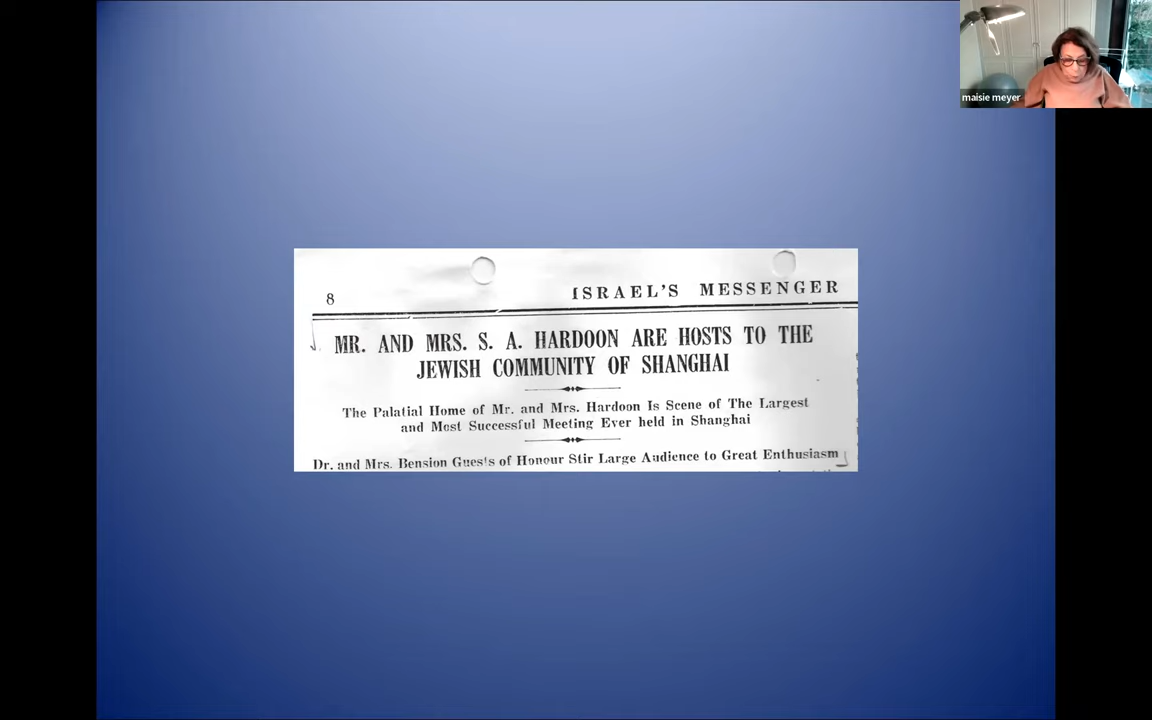 maisie meyer
8
ISRAEL'S MESSENGER
MR. AND MRS. S. A. HARDOON ARE HOSTS TO THE
JEWISH COMMUNITY OF SHANGHAI
The Palatial Home of Mr. and Mrs. Hardoon Is Scene of The Largest
and Most Successful Meeting Ever held in Shanghai
Dr. and Mrs. Bension Guests of Honour Stir Large Audience to Great Enthusiasm